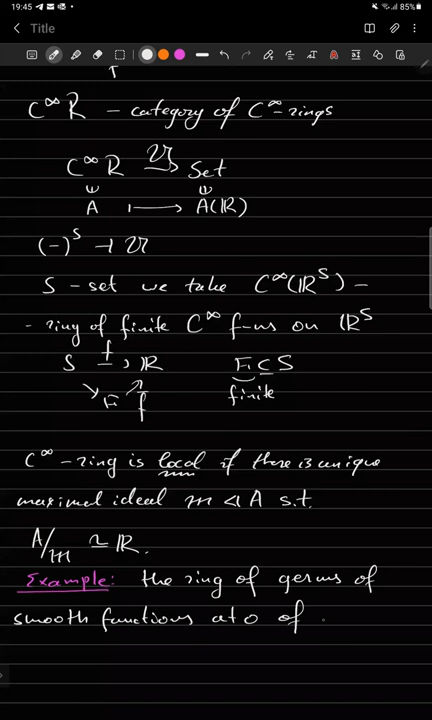 19:45
85%
Title
C^∞ R - category of C^∞-rings
C^∞ R → Set
A ↦ A(ℝ)
(-)^S ⊣
S - set we take C^∞(ℝ^S) -
- ring of finite C^∞ f-ns on ℝ^S
S →^f ℝ F ⊆ S
F f finite
C^∞-ring is local if there is unique
maximal ideal m ◁ A s.t.
A/m ≃ ℝ.
Example: the ring of germs of
smooth functions at 0 of